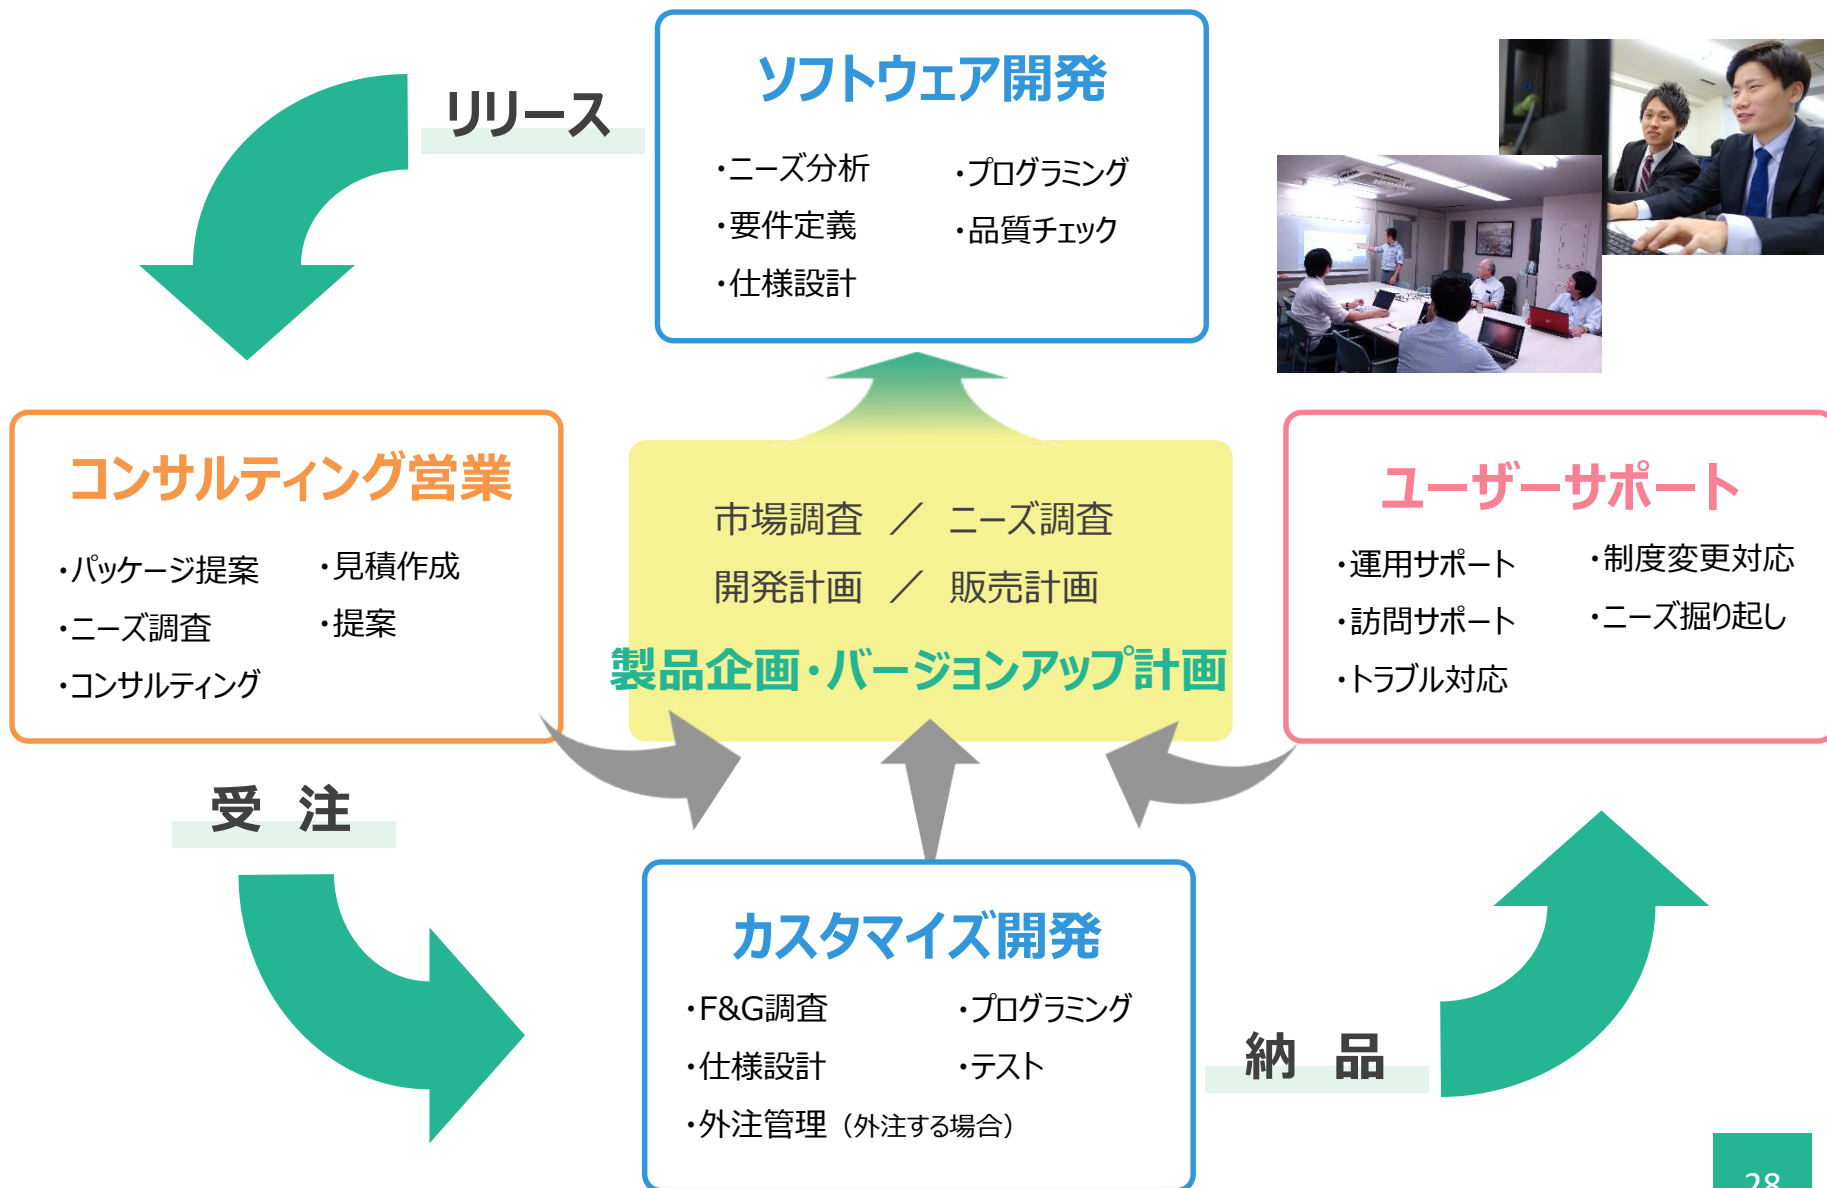 ソフトウェア開発
・ニーズ分析
・要件定義
・仕様設計
・プログラミング
・品質チェック
リリース
コンサルティング営業
・パッケージ提案
・ニーズ調査
・コンサルティング
・見積作成
・提案
市場調査 ／ ニーズ調査
開発計画 ／ 販売計画
製品企画・バージョンアップ計画
ユーザーサポート
・運用サポート
・訪問サポート
・トラブル対応
・制度変更対応
・ニーズ掘り起し
受 注
カスタマイズ開発
・F&G調査
・仕様設計
・外注管理（外注する場合）
・プログラミング
・テスト
納 品
28